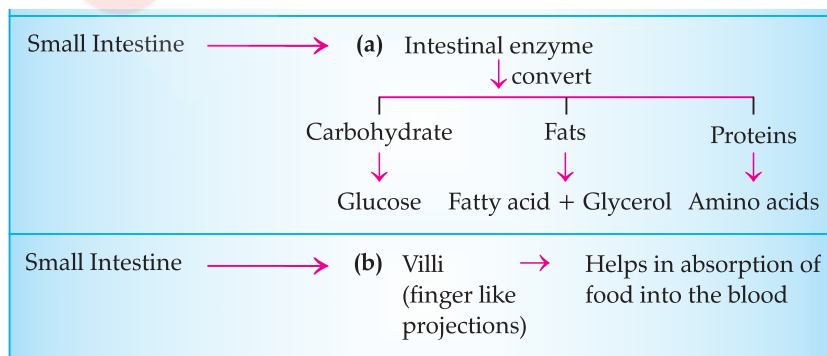 Small Intestine (a) Intestinal enzyme
convert
Carbohydrate Fats Proteins
Glucose Fatty acid + Glycerol Amino acids
Small Intestine (b) Villi Helps in absorption of
(finger like food into the blood
projections)